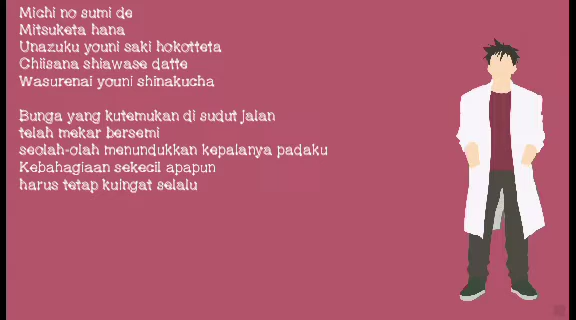 Michi no sumi de
Mitsuketa hana
Unazuku youni saki hokotteta
Chiisana shiawase datte
Wasurenai youni shinakucha
Bunga yang kutemukan di sudut jalan
telah mekar bersemi
seolah-olah menundukkan kepalanya padaku
Kebahagiaan sekecil apapun
harus tetap kuingat selalu